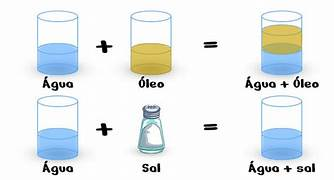 Água + Óleo = Água + Óleo
Água + Sal = Água + sal